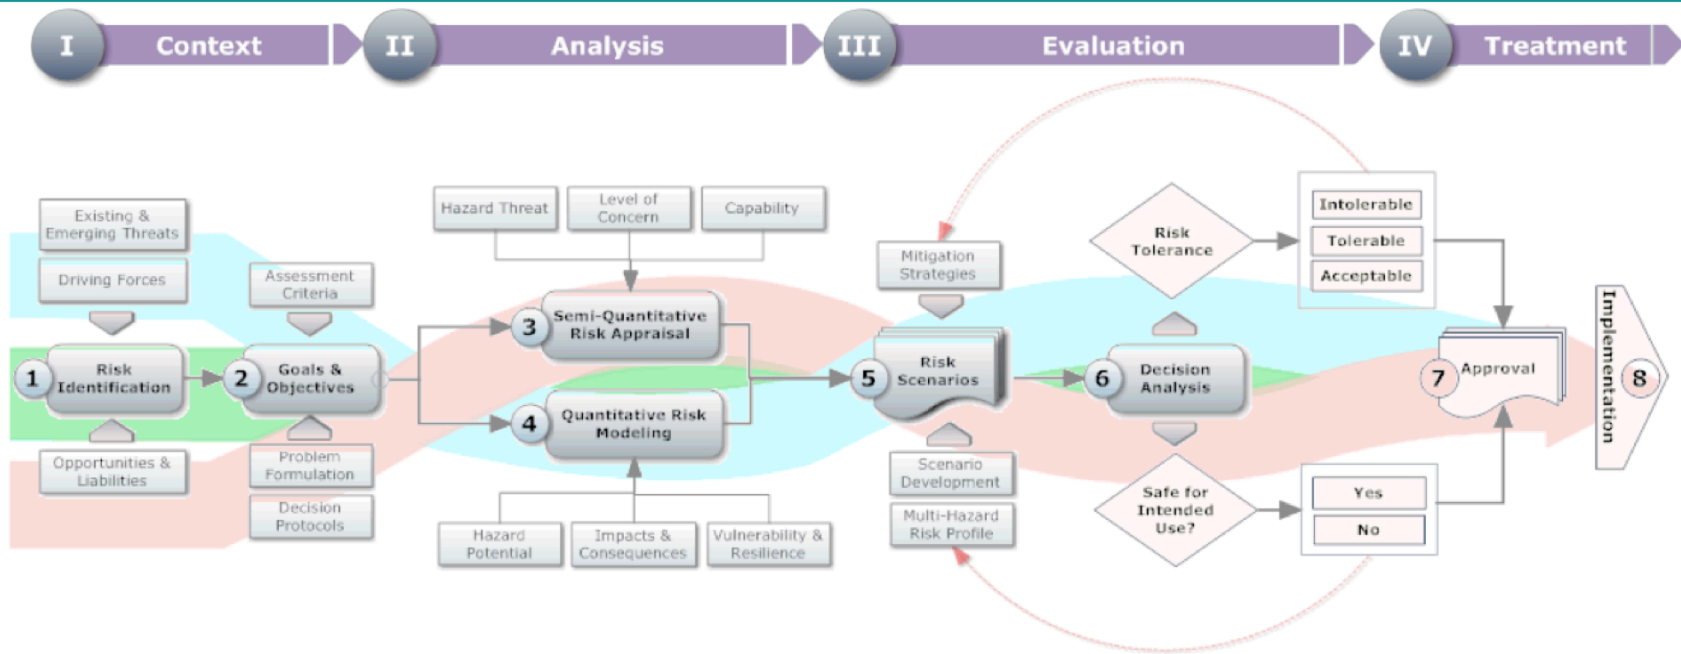 I
Context
II
Analysis
III
Evaluation
IV
Treatment
Existing &
Emerging Threats
Driving Forces
Assessment
Criteria
1
Risk
Identification
2
Goals &
Objectives
Opportunities &
Liabilities
Problem
Formulation
Decision
Protocols
Hazard Threat
Level of
Concern
Capability
3
Semi-Quantitative
Risk Appraisal
4
Quantitative Risk
Modeling
Hazard
Potential
Impacts &
Consequences
Vulnerability &
Resilience
Mitigation
Strategies
5
Risk
Scenarios
Scenario
Development
Multi-Hazard
Risk Profile
Risk
Tolerance
6
Decision
Analysis
Safe for
Intended
Use?
Intolerable
Tolerable
Acceptable
Yes
No
7
Approval
Implementation
8